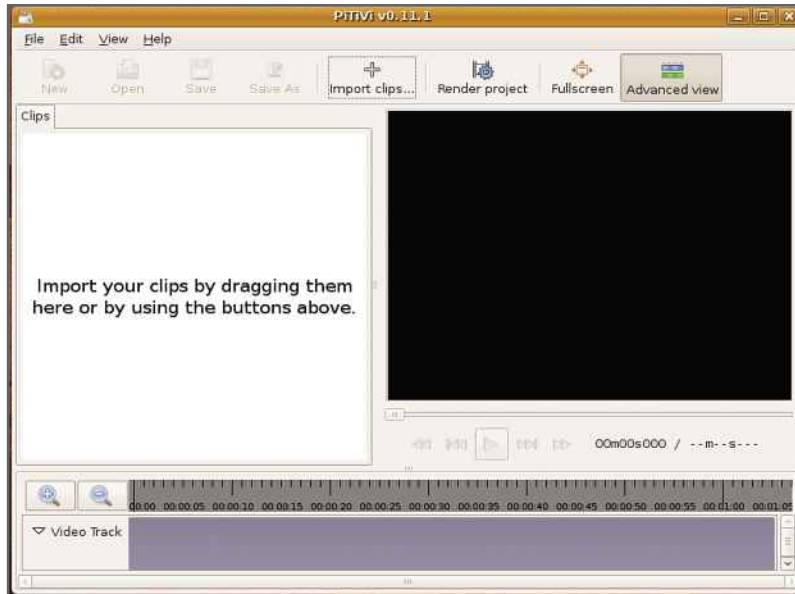 PiTiVi v0.11.1
File Edit View Help
New Open Save Save As Import clips... Render project Fullscreen Advanced view
Clips
Import your clips by dragging them
here or by using the buttons above.
00m00s000 / --m--s---
00:00 00:00:05 00:00:10 00:00:15 00:00:20 00:00:25 00:00:30 00:00:35 00:00:40 00:00:45 00:00:50 00:00:55 00:01:00 00:01:05
Video Track